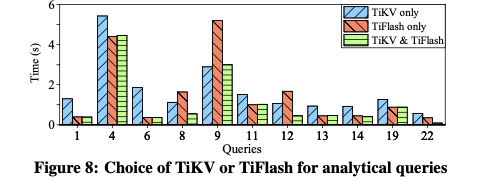 6
4
2
0
Time (s)
TiKV only
TiFlash only
TiKV & TiFlash
1 4 6 8 9 11 12 13 14 19 22
Queries
Figure 8: Choice of TiKV or TiFlash for analytical queries